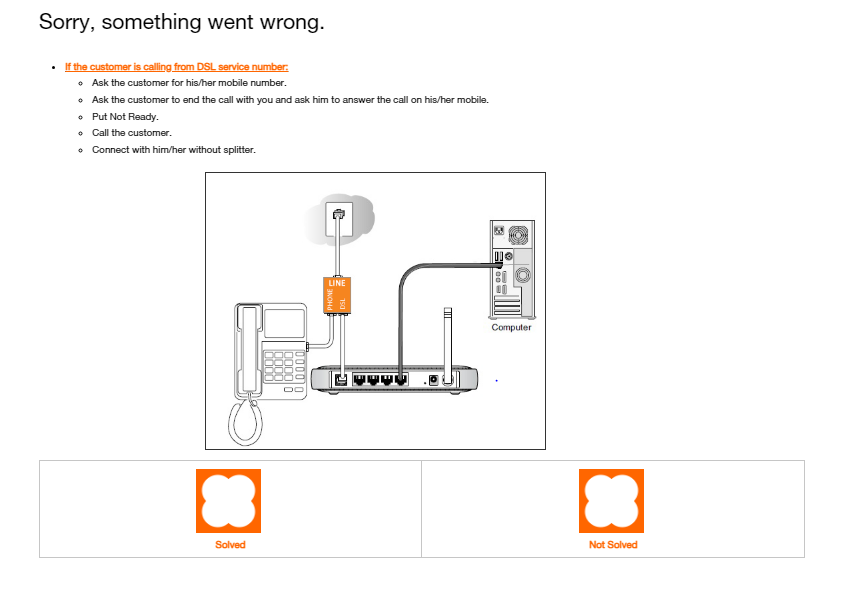 Sorry, something went wrong.
If the customer is calling from DSL service number:
Ask the customer for his/her mobile number.
Ask the customer to end the call with you and ask him to answer the call on his/her mobile.
Put Not Ready.
Call the customer.
Connect with him/her without splitter.
LINE
PHONE
DSL
Computer
Solved
Not Solved